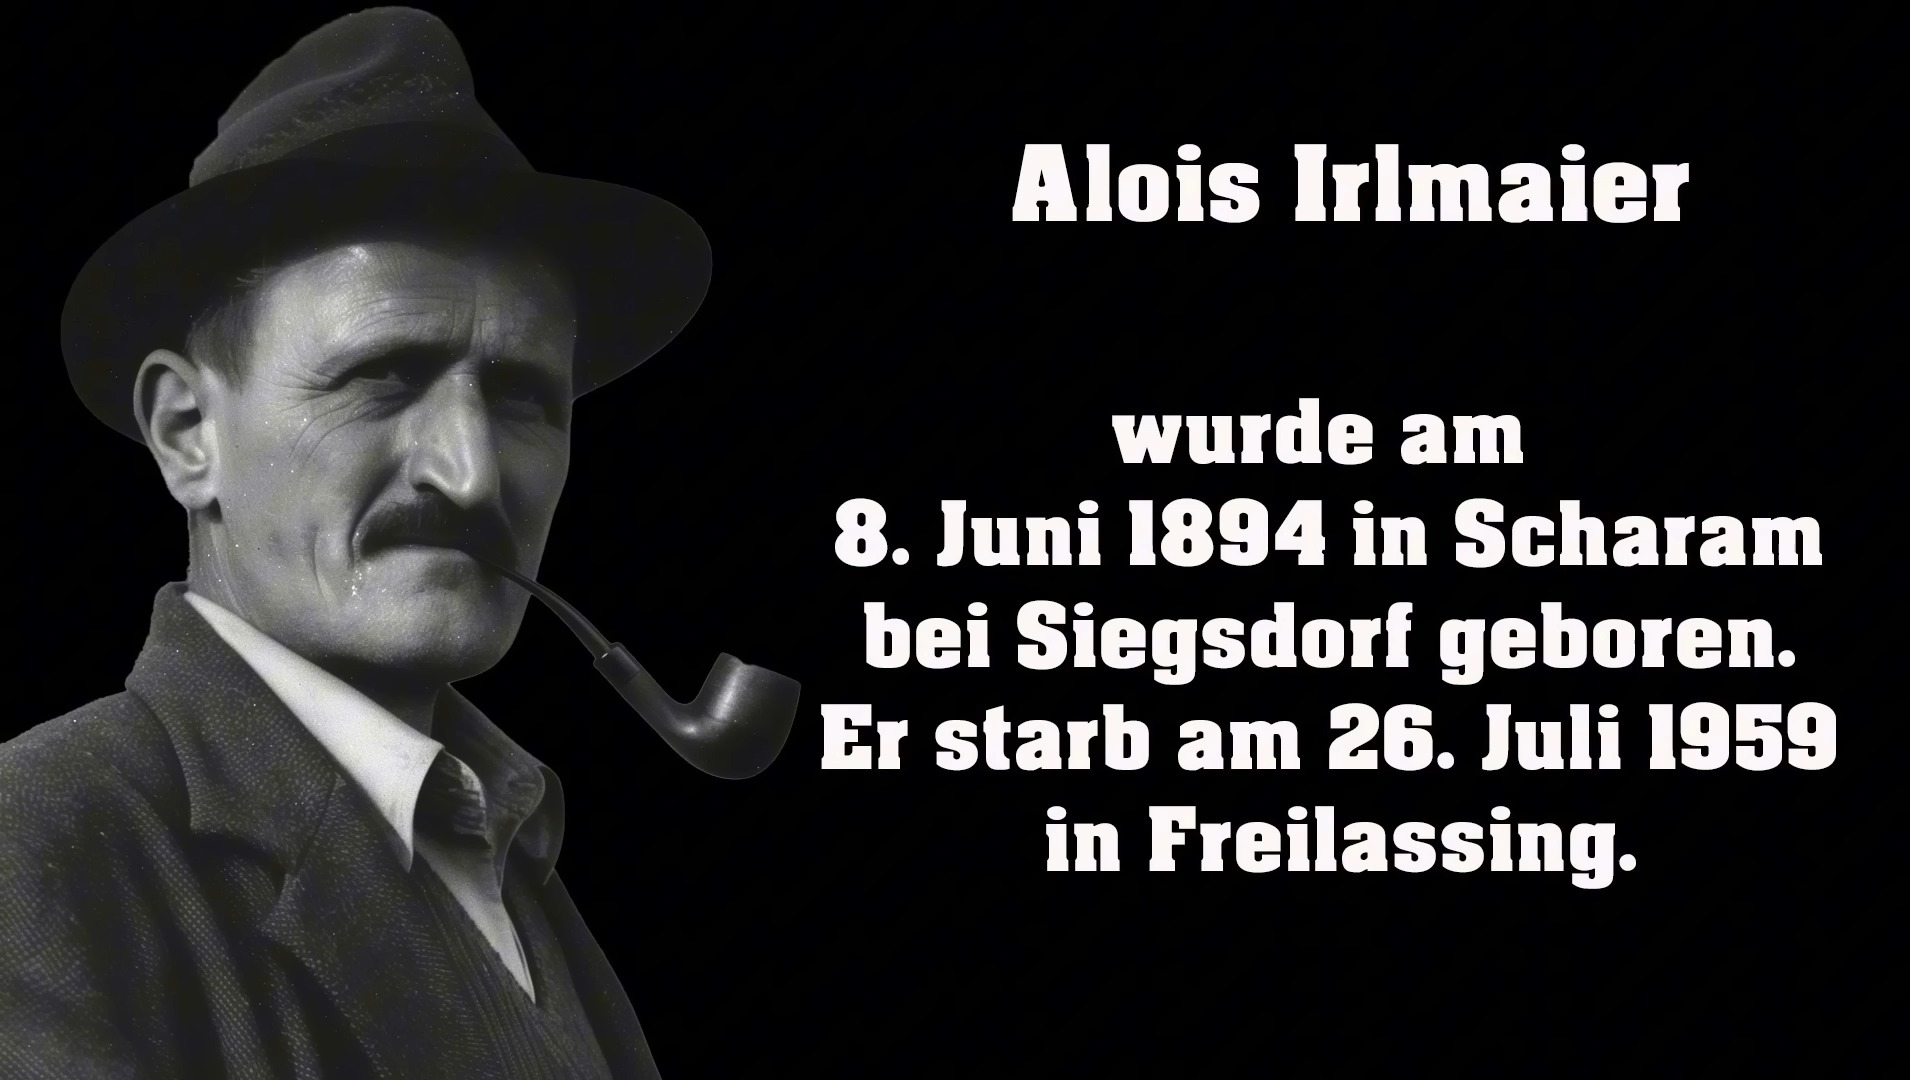 Alois Irlmaier
wurde am
8. Juni 1894 in Scharam
bei Siegsdorf geboren.
Er starb am 26. Juli 1959
in Freilassing.